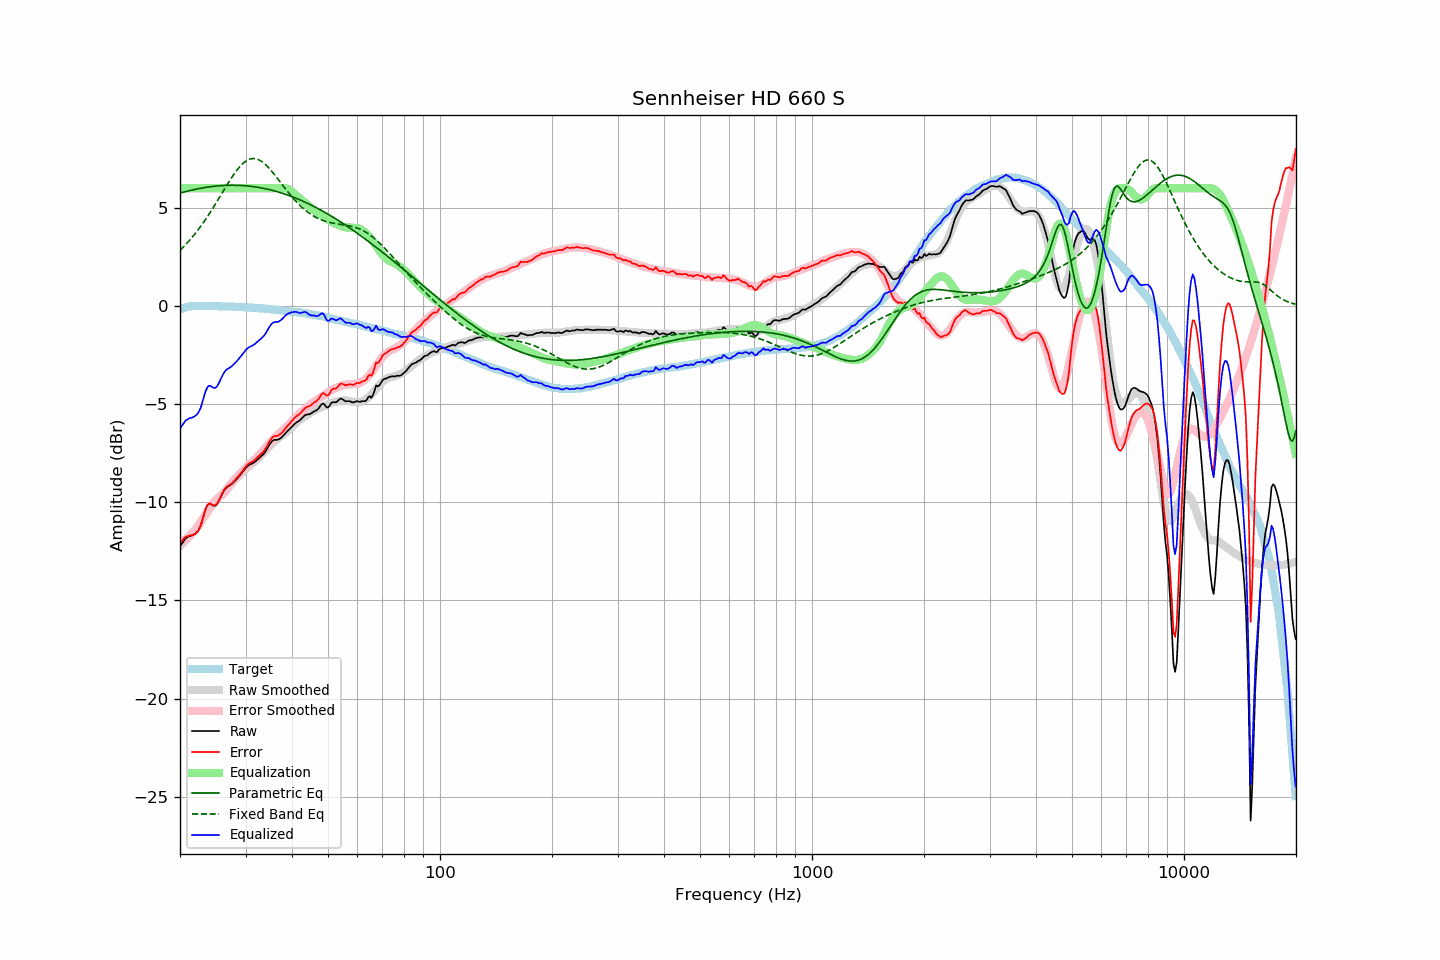 Sennheiser HD 660 S
Amplitude (dBr)
5
0
−5
−10
−15
−20
−25
Target
Raw Smoothed
Error Smoothed
Raw
Error
Equalization
Parametric Eq
Fixed Band Eq
Equalized
100
1000
10000
Frequency (Hz)